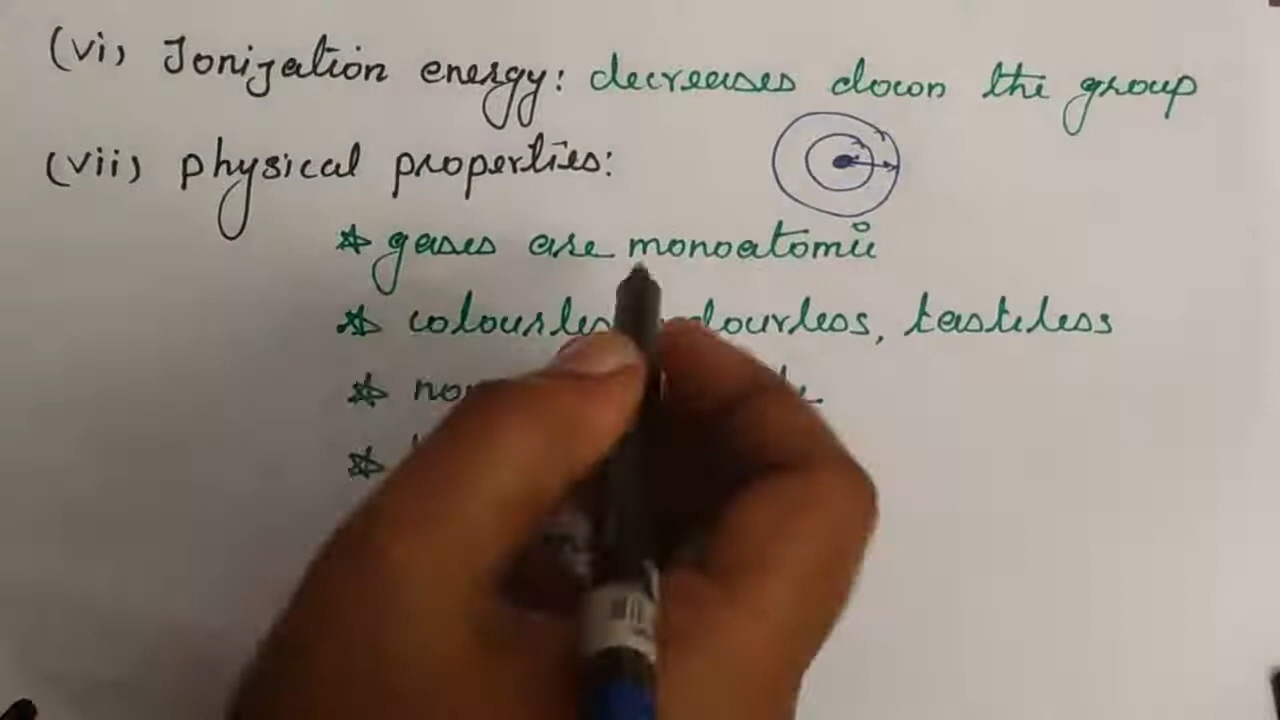 (vi) Ionization energy: decreases down the group
(vii) physical properties:
* gases are monoatomic
* colourless, odourless, tasteless
*
*